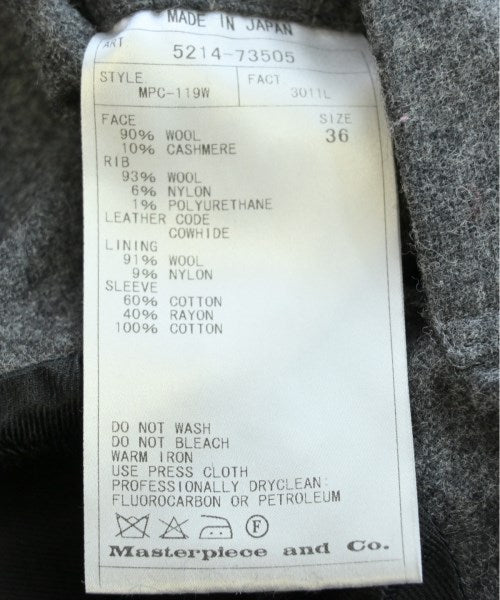 MADE IN JAPAN
ART
5214-73505
STYLE. FACT
MPC-119W 3011L
FACE SIZE
90% WOOL 36
10% CASHMERE
RIB
93% WOOL
6% NYLON
1% POLYURETHANE
LEATHER CODE
COWHIDE
LINING
91% WOOL
9% NYLON
SLEEVE
60% COTTON
40% RAYON
100% COTTON
DO NOT WASH
DO NOT BLEACH
WARM IRON
USE PRESS CLOTH
PROFESSIONALLY DRYCLEAN:
FLUOROCARBON OR PETROLEUM
F
Masterpiece and Co.